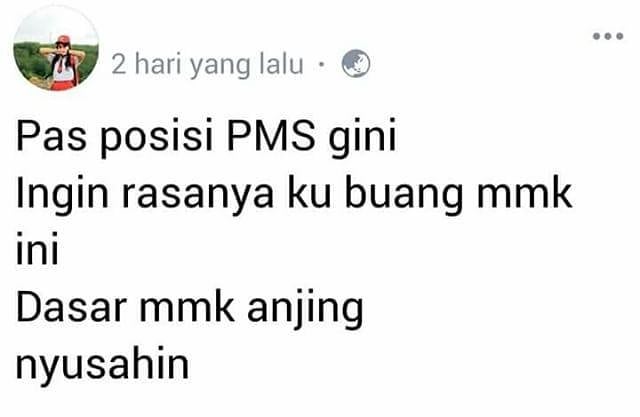 2 hari yang lalu ·
Pas posisi PMS gini
Ingin rasanya ku buang mmk
ini
Dasar mmk anjing
nyusahin